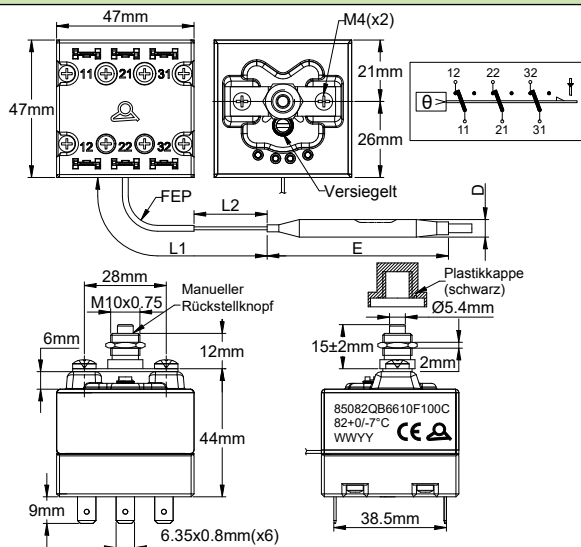 47mm
M4(x2)
47mm
11 21 31
12 22 32
21mm
26mm
12 22 32
θ
11 21 31
Versiegelt
FEP
L2
L1
E
D
28mm
M10x0.75
Manueller
Rückstellknopf
6mm
12mm
44mm
9mm
6.35x0.8mm(x6)
Plastikkappe
(schwarz)
Ø5.4mm
15±2mm
2mm
85082QB6610F100C
82+0/-7°C
WWYY CE
38.5mm